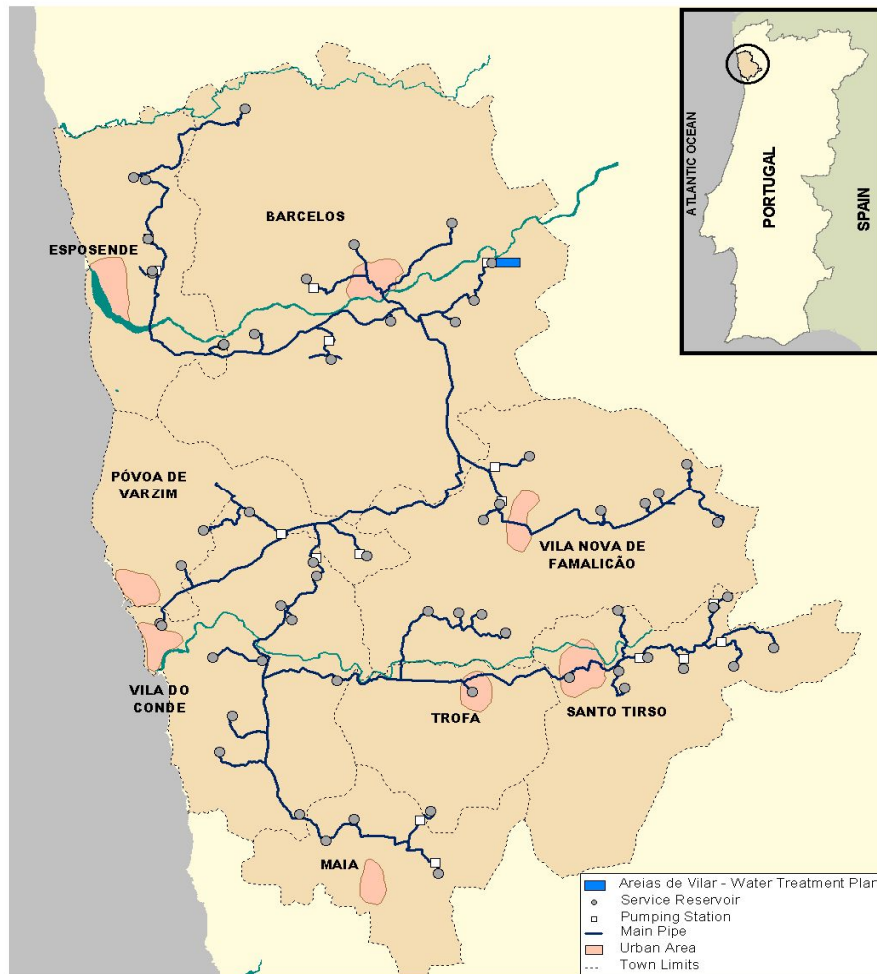 ATLANTIC OCEAN
PORTUGAL
SPAIN
BARCELOS
ESPOSENDE
PÓVOA DE
VARZIM
VILA NOVA DE
FAMALICÃO
VILA DO
CONDE
TROFA
SANTO TIRSO
MAIA
Areias de Vilar - Water Treatment Plan
Service Reservoir
Pumping Station
Main Pipe
Urban Area
Town Limits